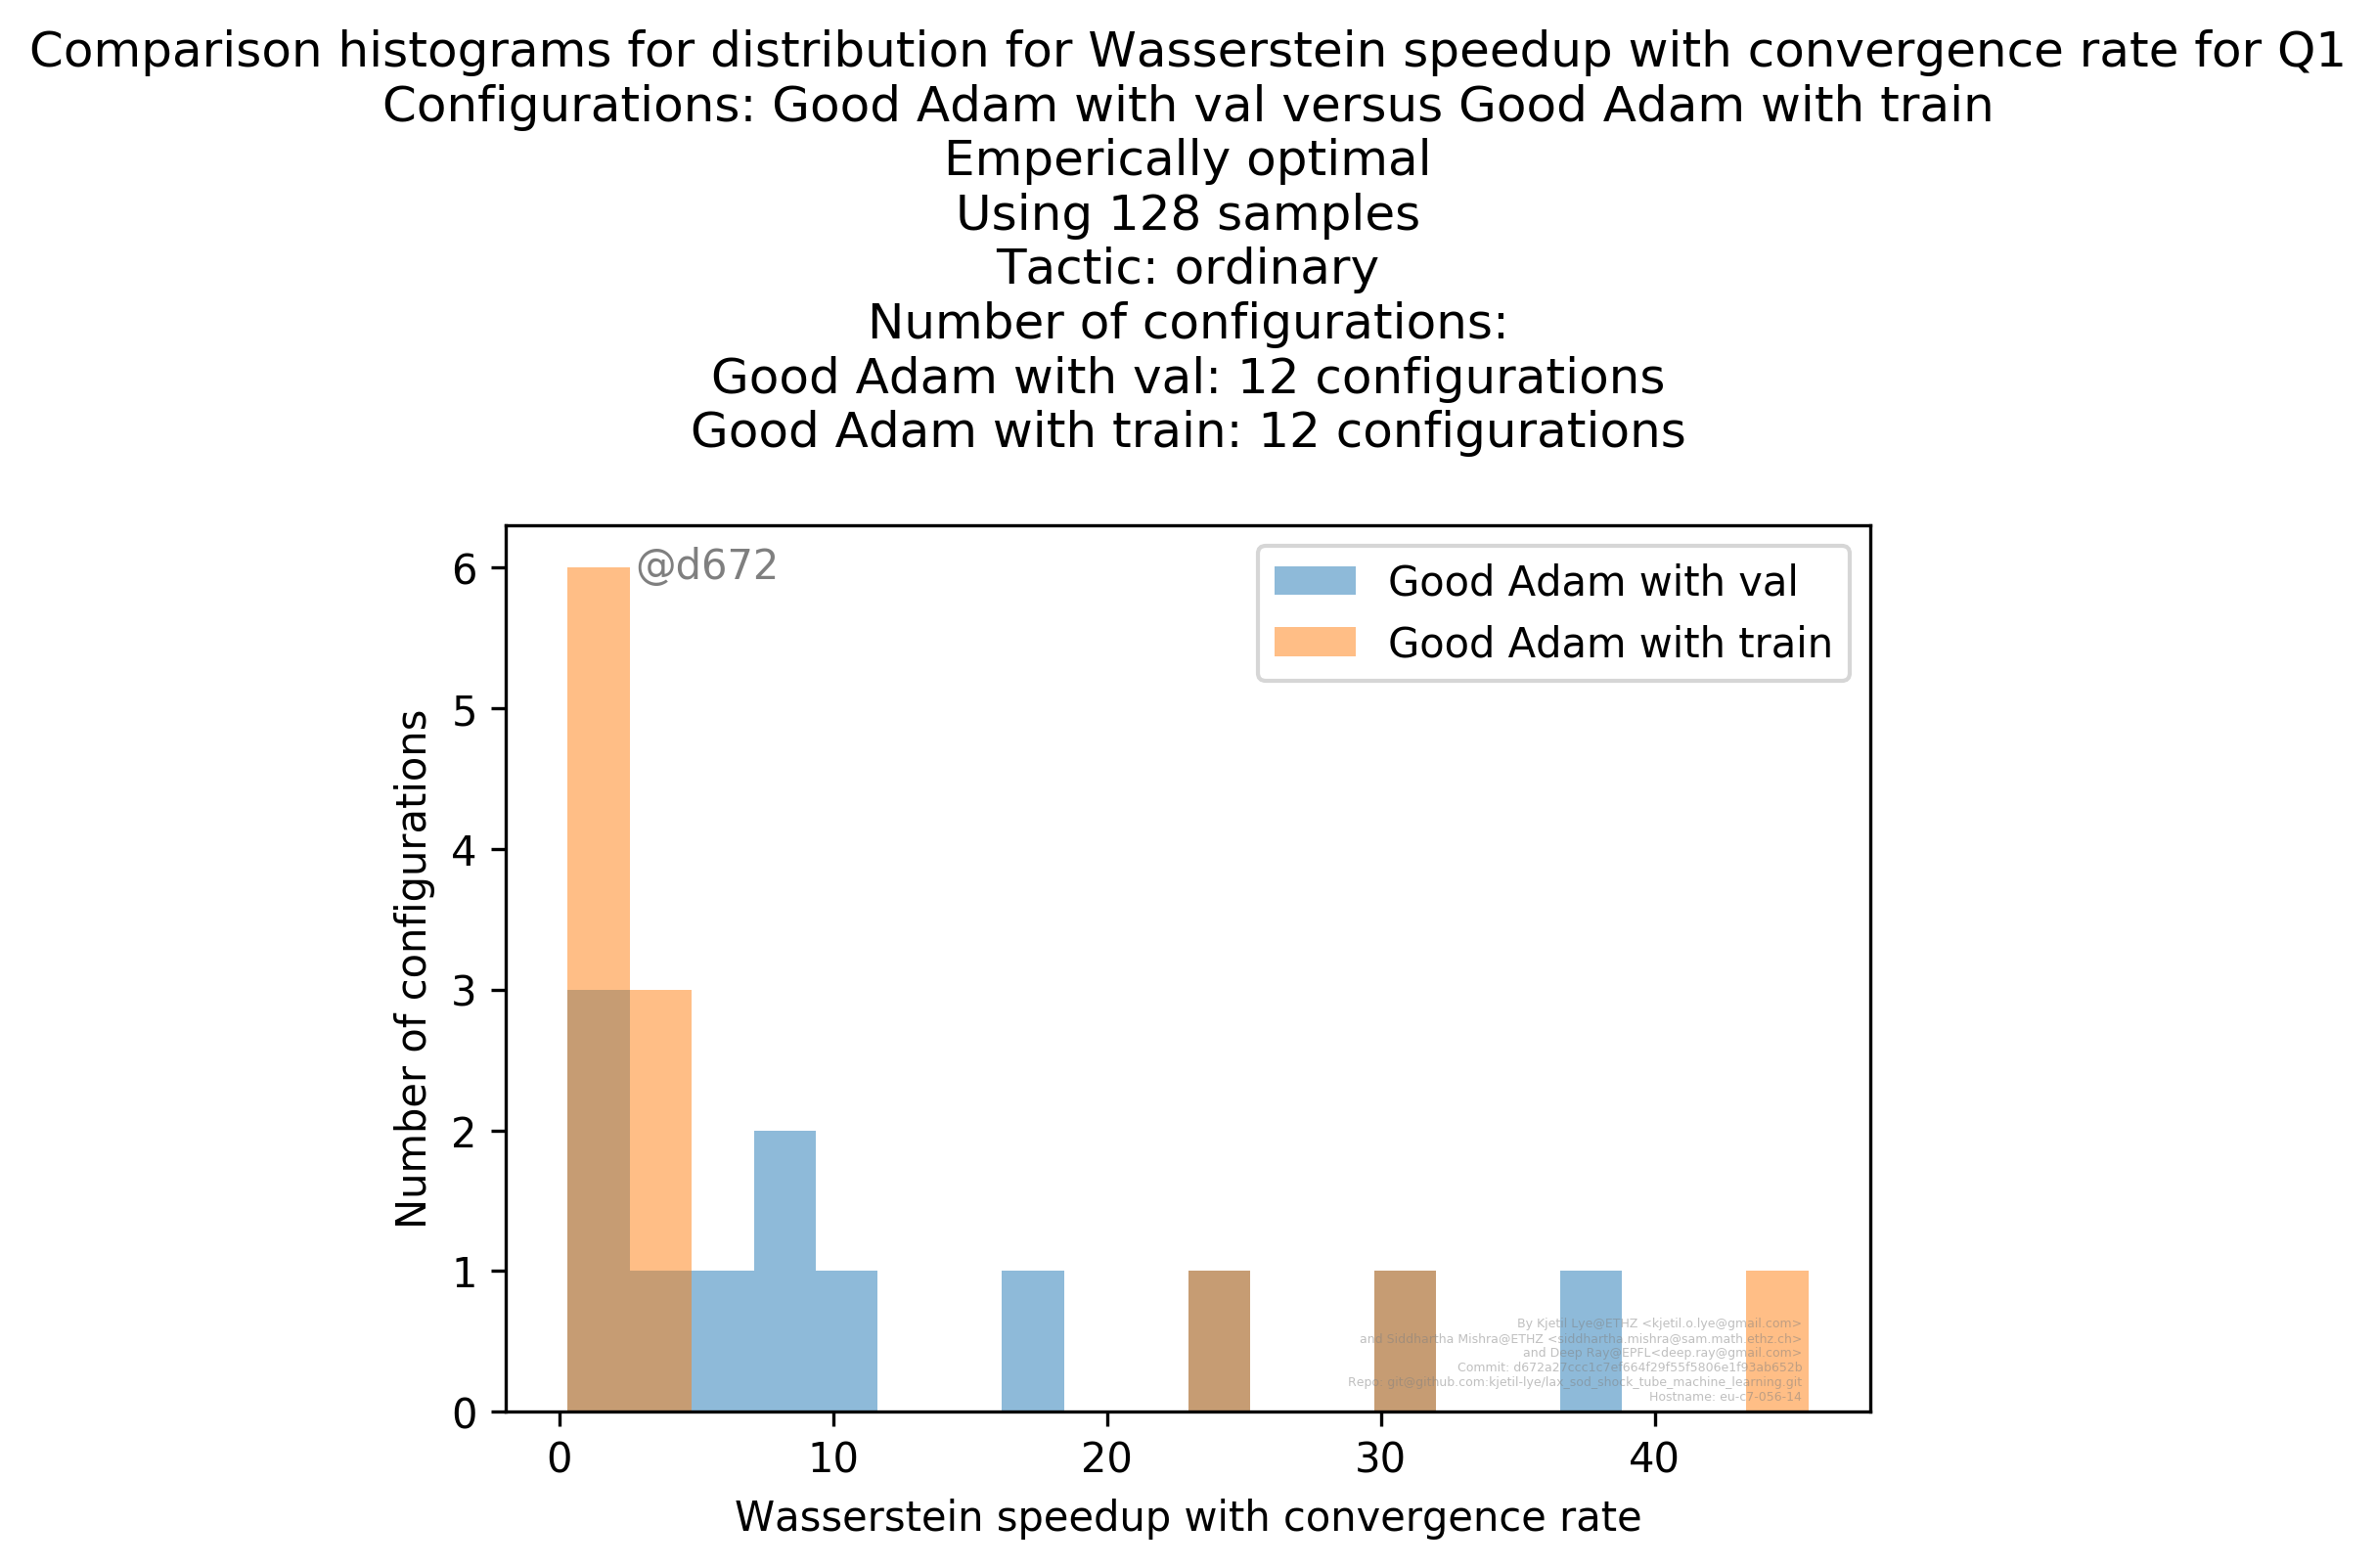 Comparison histograms for distribution for Wasserstein speedup with convergence rate for Q1
Configurations: Good Adam with val versus Good Adam with train
Emperically optimal
Using 128 samples
Tactic: ordinary
Number of configurations:
Good Adam with val: 12 configurations
Good Adam with train: 12 configurations
@d672
Good Adam with val
Good Adam with train
Number of configurations
6
5
4
3
2
1
0
By Kjetil Lye@ETHZ <kjetil.o.lye@gmail.com>
and Siddhartha Mishra@ETHZ <siddhartha.mishra@sam.math.ethz.ch>
and Deep Ray@EPFL<deep.ray@gmail.com>
Commit: d672a27ccc1c7ef664f29f55f5806e1f93ab652b
Repo: git@github.com:kjetil-lye/lax_sod_shock_tube_machine_learning.git
Hostname: eu-c7-056-14
0 10 20 30 40
Wasserstein speedup with convergence rate